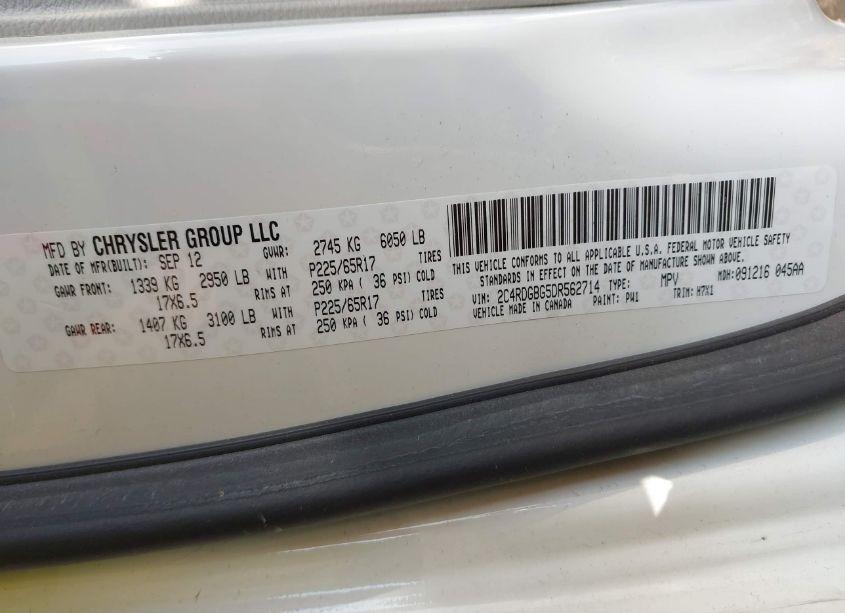 MFD BY CHRYSLER GROUP LLC
DATE OF MFR(BUILT): SEP 12 GVWR: 2745 KG 6050 LB
GAWR FRONT: 1339 KG 2950 LB WITH P225/65R17 TIRES
17X6.5 RIMS AT 250 KPA ( 36 PSI) COLD
GAWR REAR: 1407 KG 3100 LB WITH P225/65R17 TIRES
17X6.5 RIMS AT 250 KPA ( 36 PSI) COLD
THIS VEHICLE CONFORMS TO ALL APPLICABLE U.S.A. FEDERAL MOTOR VEHICLE SAFETY
STANDARDS IN EFFECT ON THE DATE OF MANUFACTURE SHOWN ABOVE.
VIN: 2C4RDGBG5DR562714 TYPE: MPV MDH: 091216 045AA
VEHICLE MADE IN CANADA PAINT: PW1 TRIM: H7X1